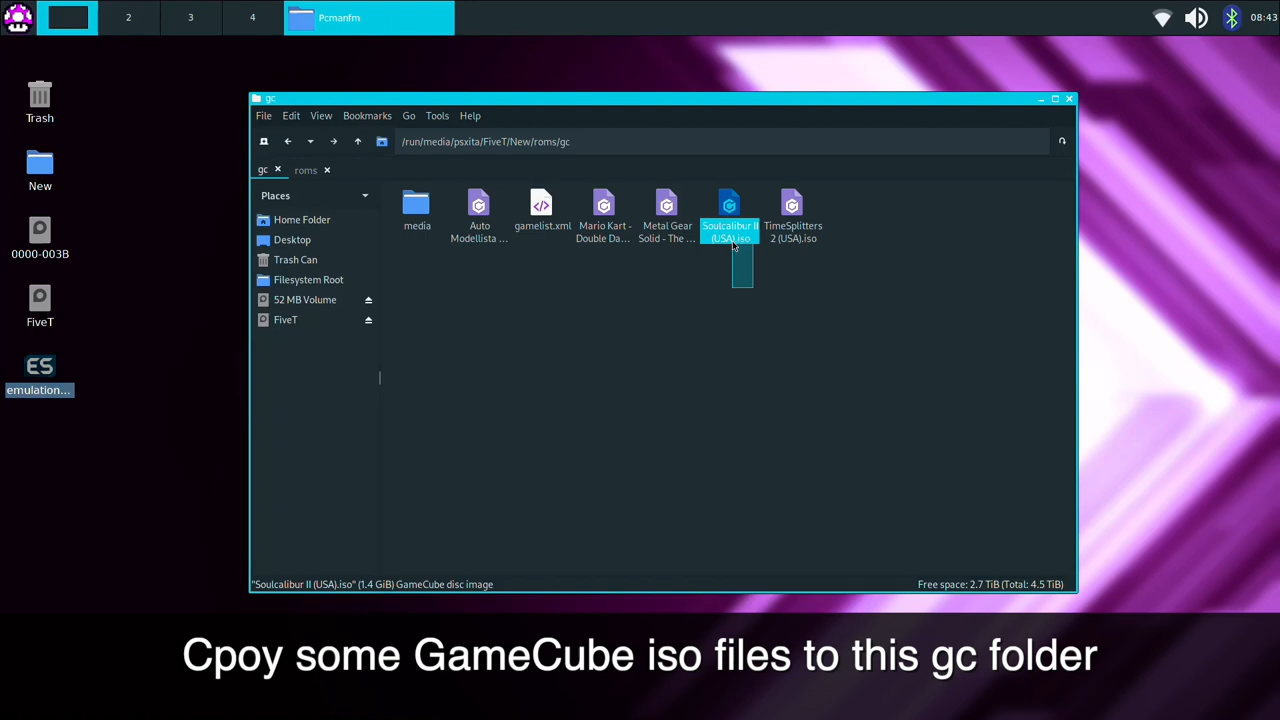 2
3
4
Pcmanfm
08:43
Trash
New
0000-003B
FiveT
ES
emulation...
gc
File Edit View Bookmarks Go Tools Help
/run/media/psxita/FiveT/New/roms/gc
gc
roms
Places
Home Folder
Desktop
Trash Can
Filesystem Root
52 MB Volume
FiveT
media
Auto
Modellista ...
gamelist.xml
Mario Kart -
Double Da...
Metal Gear
Solid - The ...
Soulcalibur II
(USA).iso
TimeSplitters
2 (USA).iso
"Soulcalibur II (USA).iso" (1.4 GiB) GameCube disc image
Free space: 2.7 TiB (Total: 4.5 TiB)
Cpoy some GameCube iso files to this gc folder